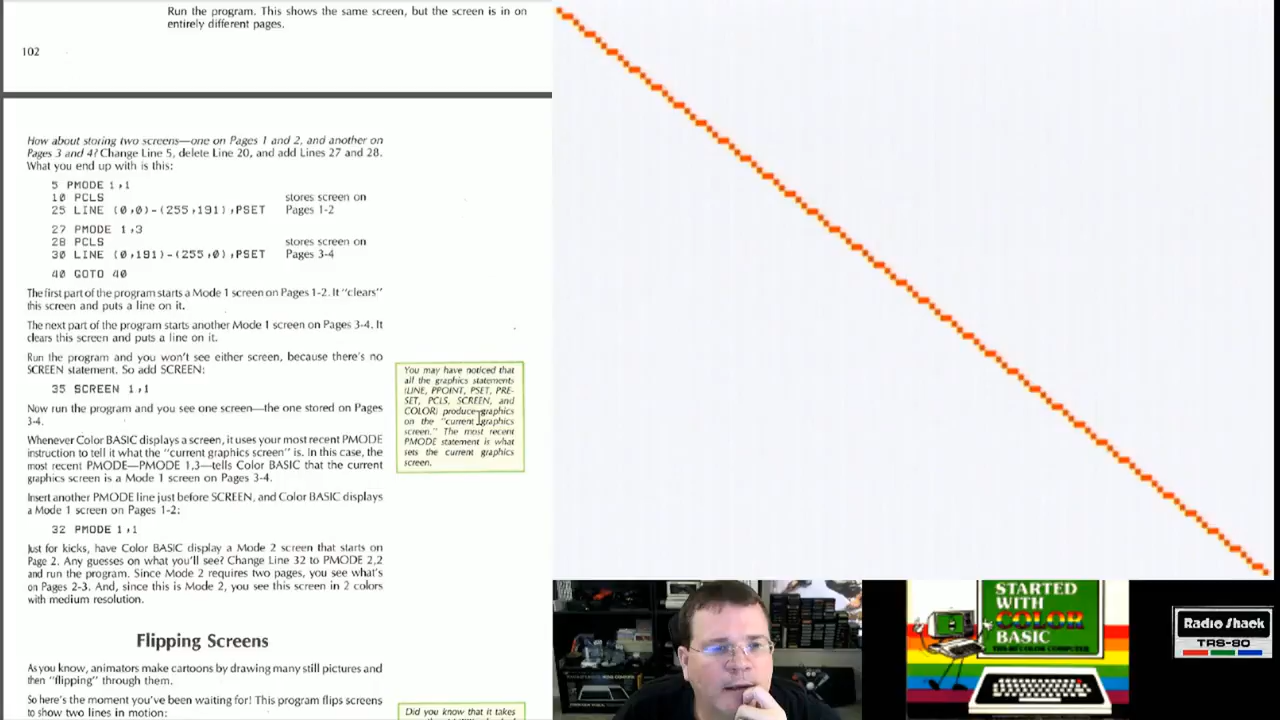 Run the program. This shows the same screen, but the screen is in on
entirely different pages.
102
How about storing two screens—one on Pages 1 and 2, and another on
Pages 3 and 4? Change Line 5, delete Line 20, and add Lines 27 and 28.
What you end up with is this:
5 PMODE 1,1
10 PCLS stores screen on
25 LINE (0,0)-(255,191),PSET Pages 1-2
27 PMODE 1,3
28 PCLS stores screen on
30 LINE (0,191)-(255,0),PSET Pages 3-4
40 GOTO 40
The first part of the program starts a Mode 1 screen on Pages 1-2. It "clears"
this screen and puts a line on it.
The next part of the program starts another Mode 1 screen on Pages 3-4. It
clears this screen and puts a line on it.
Run the program and you won't see either screen, because there's no
SCREEN statement. So add SCREEN:
35 SCREEN 1,1
Now run the program and you see one screen—the one stored on Pages
3-4.
Whenever Color BASIC displays a screen, it uses your most recent PMODE
instruction to tell it what the "current graphics screen" is. In this case, the
most recent PMODE—PMODE 1,3—tells Color BASIC that the current
graphics screen is a Mode 1 screen on Pages 3-4.
Insert another PMODE line just before SCREEN, and Color BASIC displays
a Mode 1 screen on Pages 1-2:
32 PMODE 1,1
Just for kicks, have Color BASIC display a Mode 2 screen that starts on
Page 2. Any guesses on what you'll see? Change Line 32 to PMODE 2,2
and run the program. Since Mode 2 requires two pages, you see what's
on Pages 2-3. And, since this is Mode 2, you see this screen in 2 colors
with medium resolution.
Flipping Screens
As you know, animators make cartoons by drawing many still pictures and
then "flipping" through them.
So here's the moment you've been waiting for! This program flips screens
to show two lines in motion:
You may have noticed that
all the graphics statements
(LINE, PPOINT, PSET, PRE-
SET, PCLS, SCREEN, and
COLOR) produce graphics
on the "current graphics
screen." The most recent
PMODE statement is what
sets the current graphics
screen.
Did you know that it takes
STARTED
WITH
COLOR
BASIC
Radio Shack
TRS-80